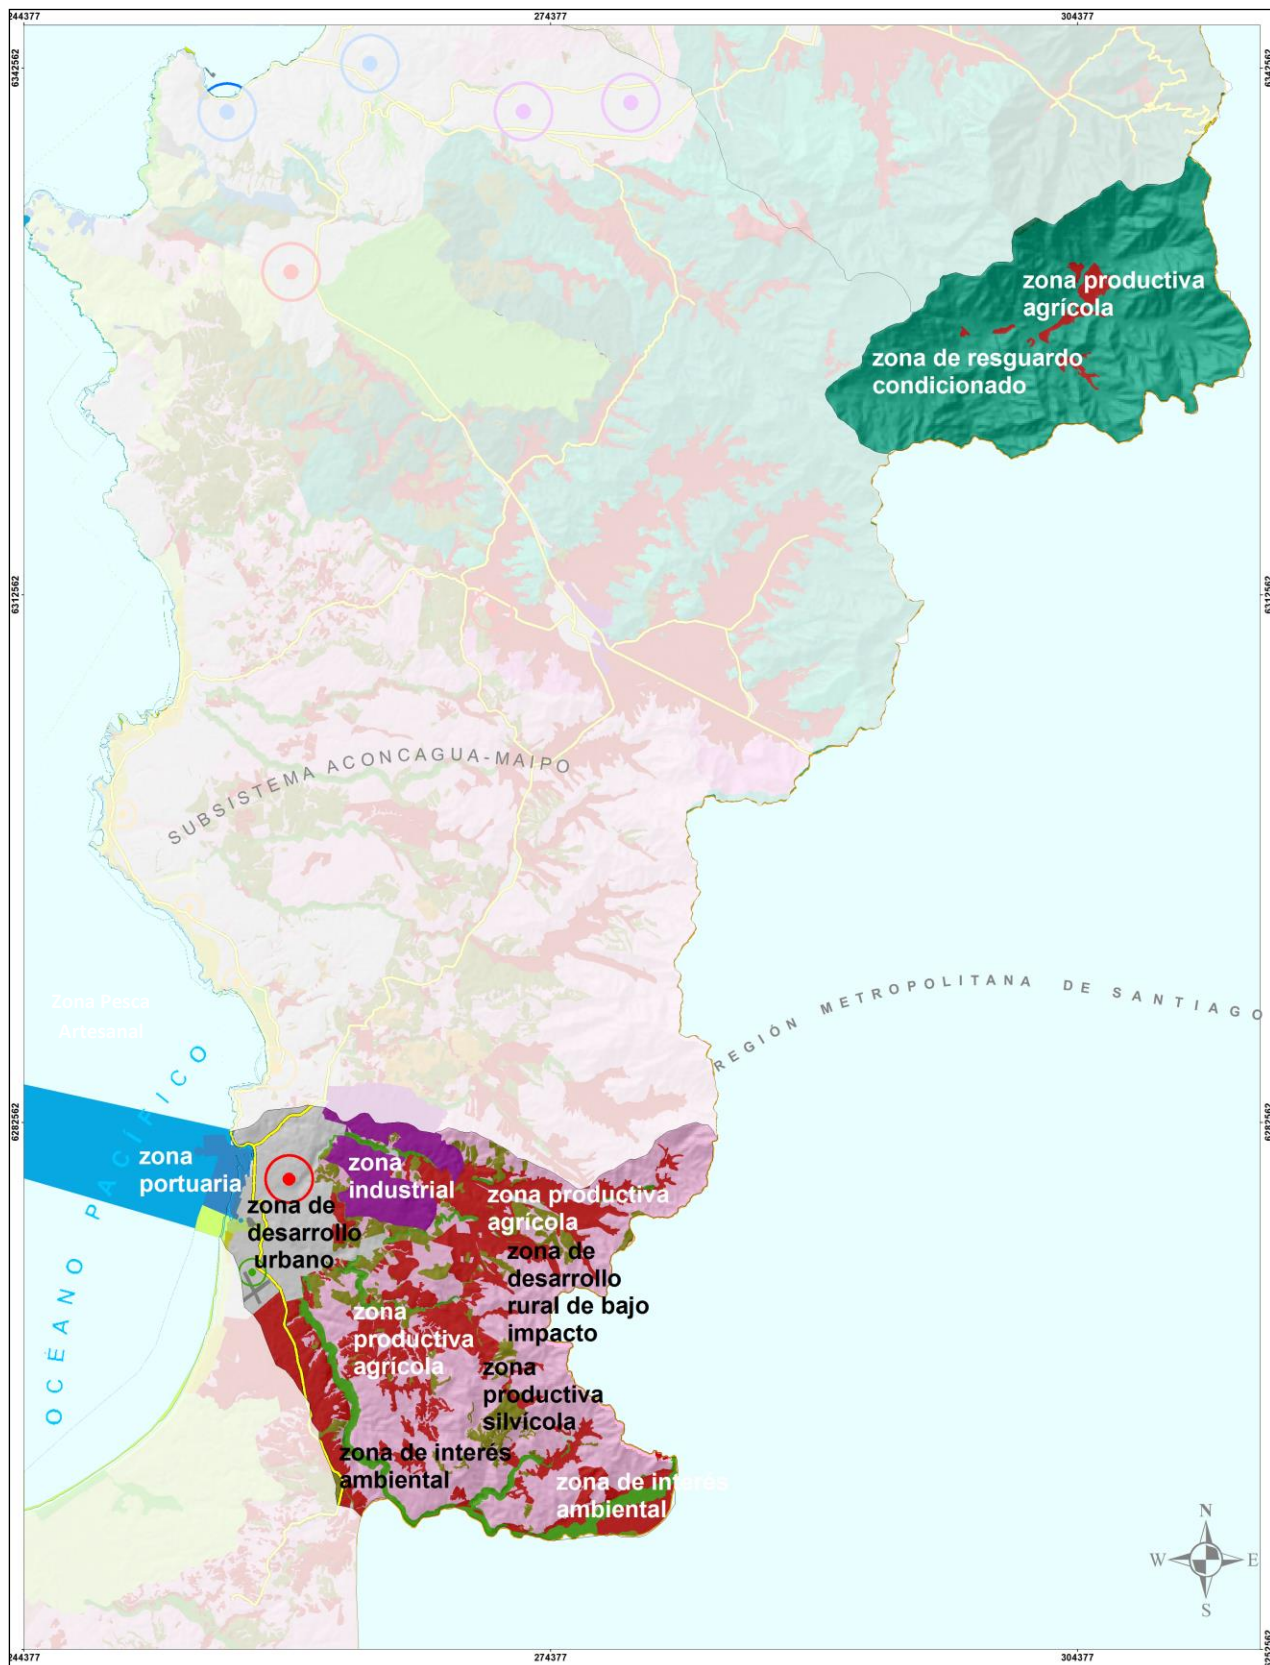 244377
274377
304377
6342562
6342562
zona productiva
agrícola
zona de resguardo
condicionado
6312562
6312562
SUBSISTEMA ACONCAGUA-MAIPO
REGIÓN METROPOLITANA DE SANTIAGO
Zona Pesca
Artesanal
OCÉANO PACÍFICO
6282562
6282562
zona
portuaria
zona
industrial
zona productiva
agrícola
zona de
desarrollo
urbano
zona de
desarrollo
rural de bajo
impacto
zona
productiva
agrícola
zona
productiva
silvícola
zona de interés
ambiental
zona de interés
ambiental
N
W E
S
6252562
244377
274377
304377